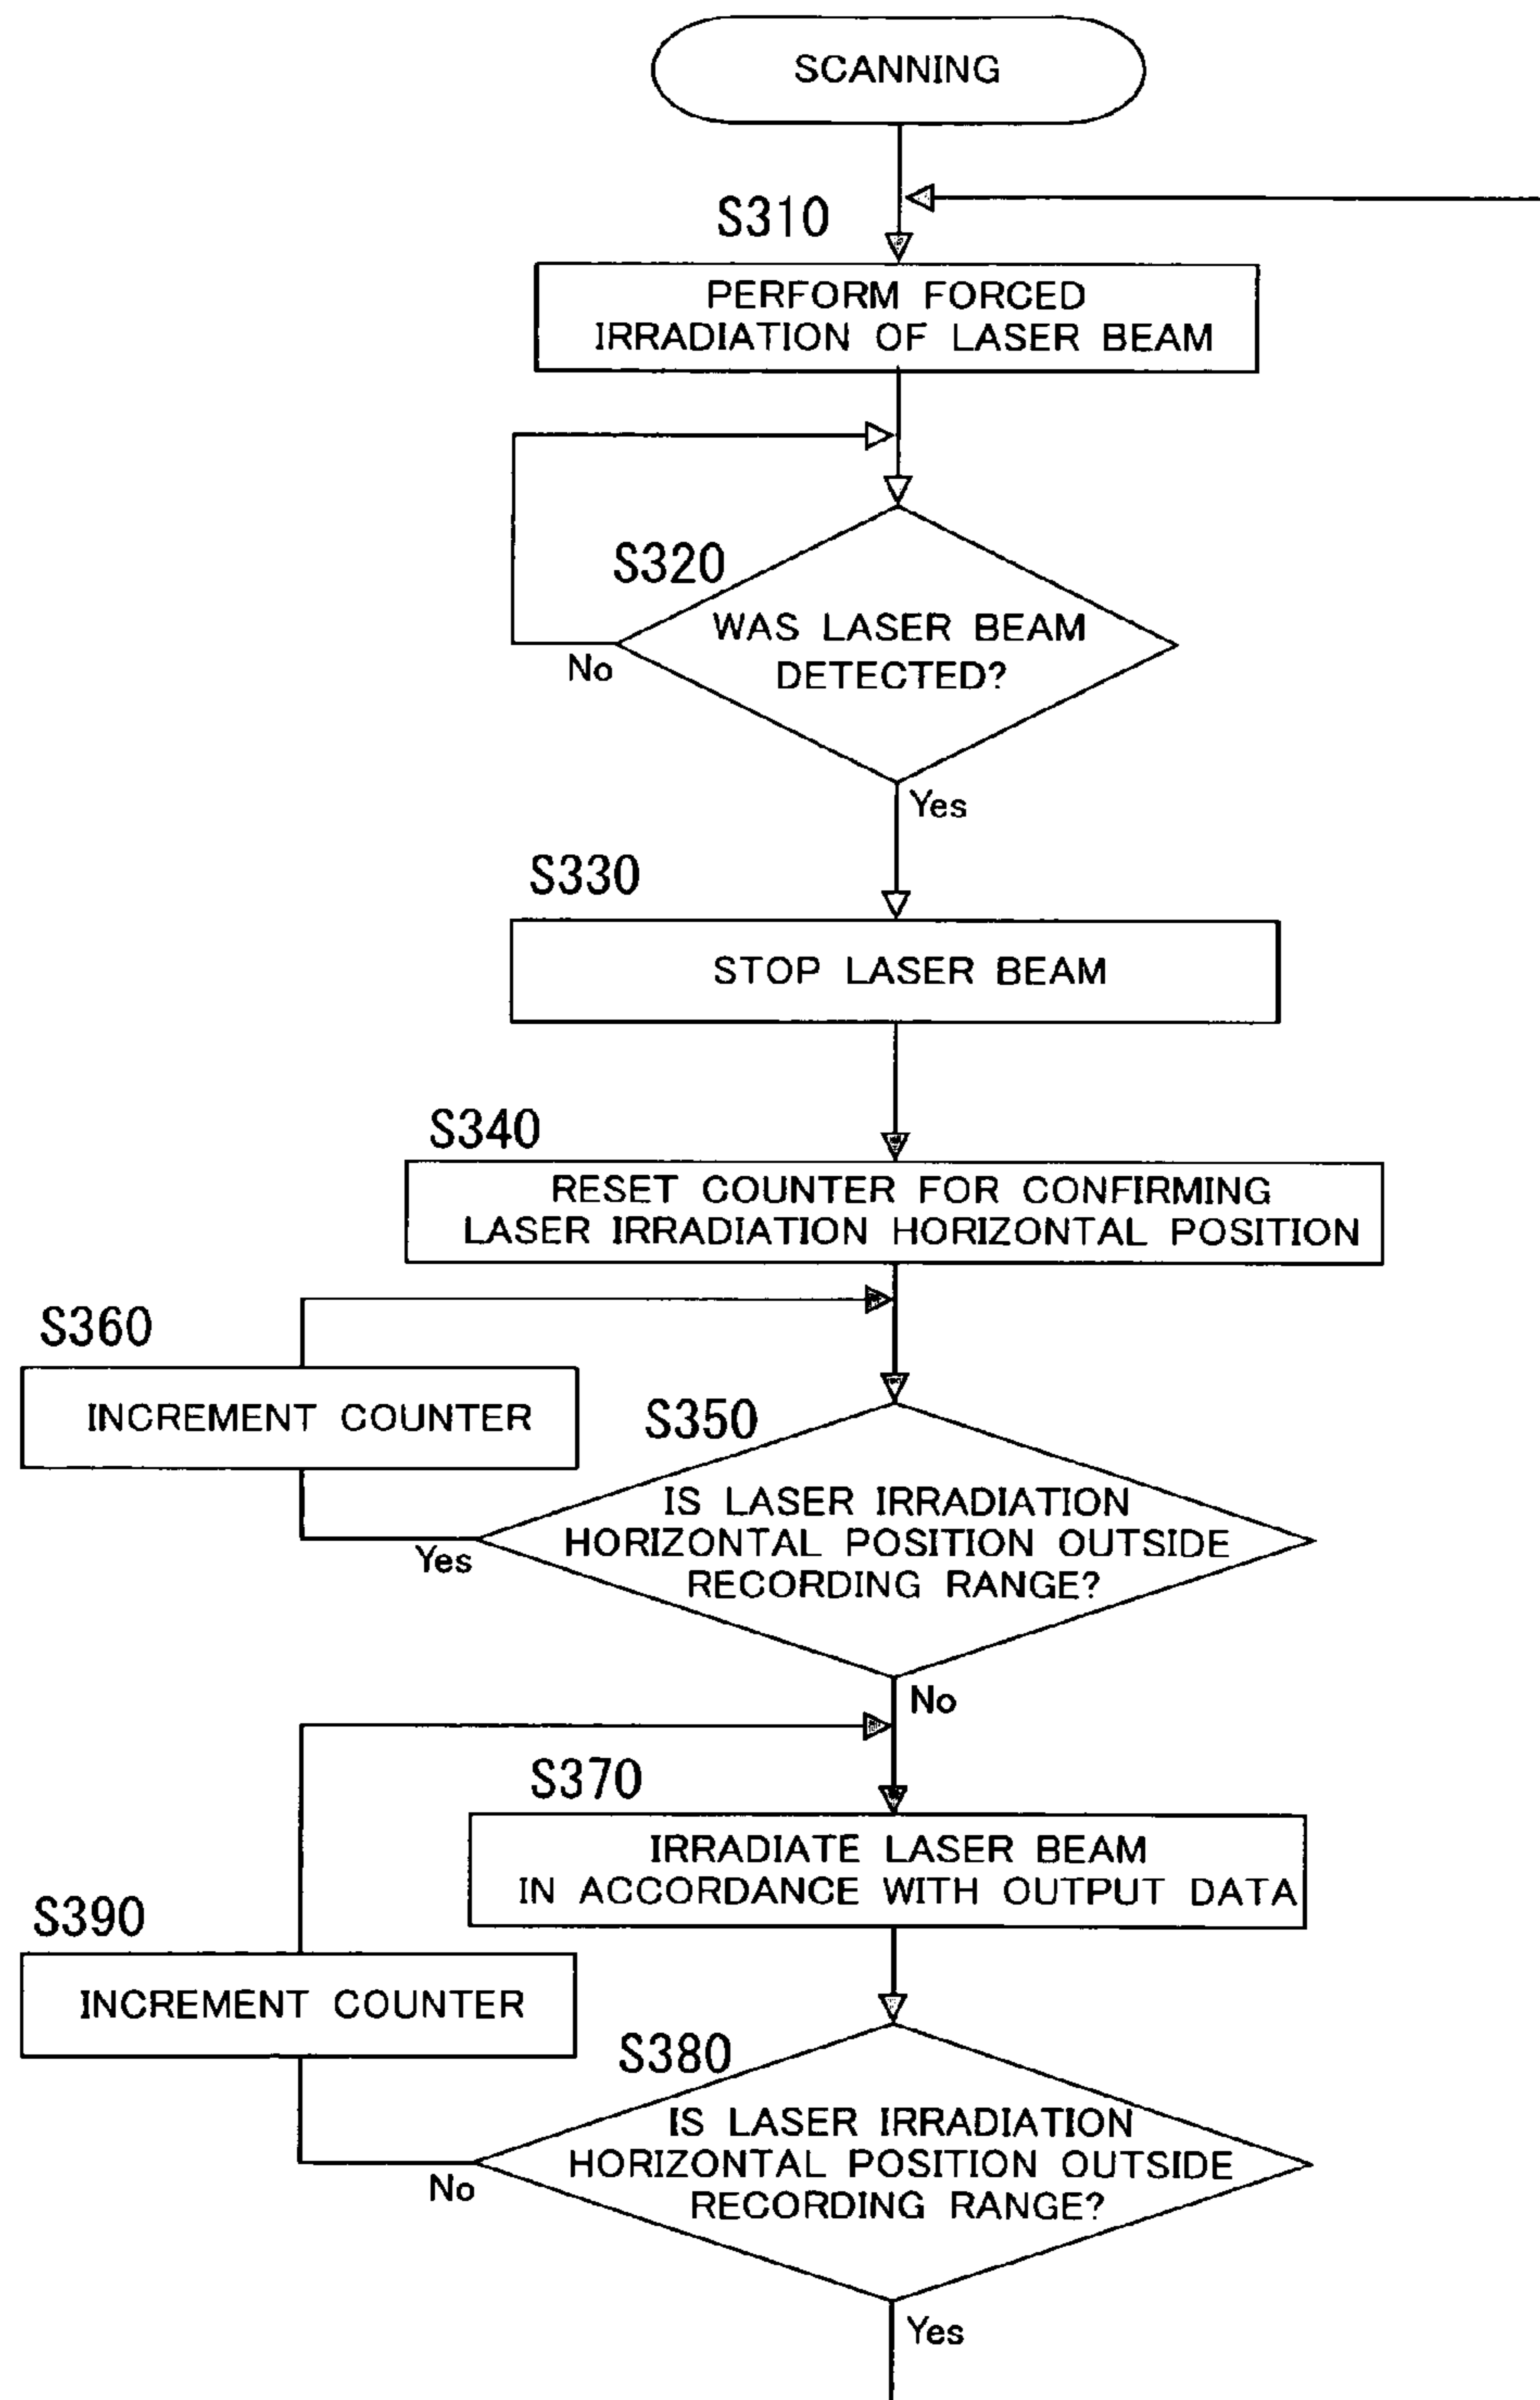 SCANNING
S310
PERFORM FORCED
IRRADIATION OF LASER BEAM
S320
WAS LASER BEAM
DETECTED?
No
Yes
S330
STOP LASER BEAM
S340
RESET COUNTER FOR CONFIRMING
LASER IRRADIATION HORIZONTAL POSITION
S360
INCREMENT COUNTER
S350
IS LASER IRRADIATION
HORIZONTAL POSITION OUTSIDE
RECORDING RANGE?
Yes
No
S370
IRRADIATE LASER BEAM
IN ACCORDANCE WITH OUTPUT DATA
S390
INCREMENT COUNTER
S380
IS LASER IRRADIATION
HORIZONTAL POSITION OUTSIDE
RECORDING RANGE?
No
Yes